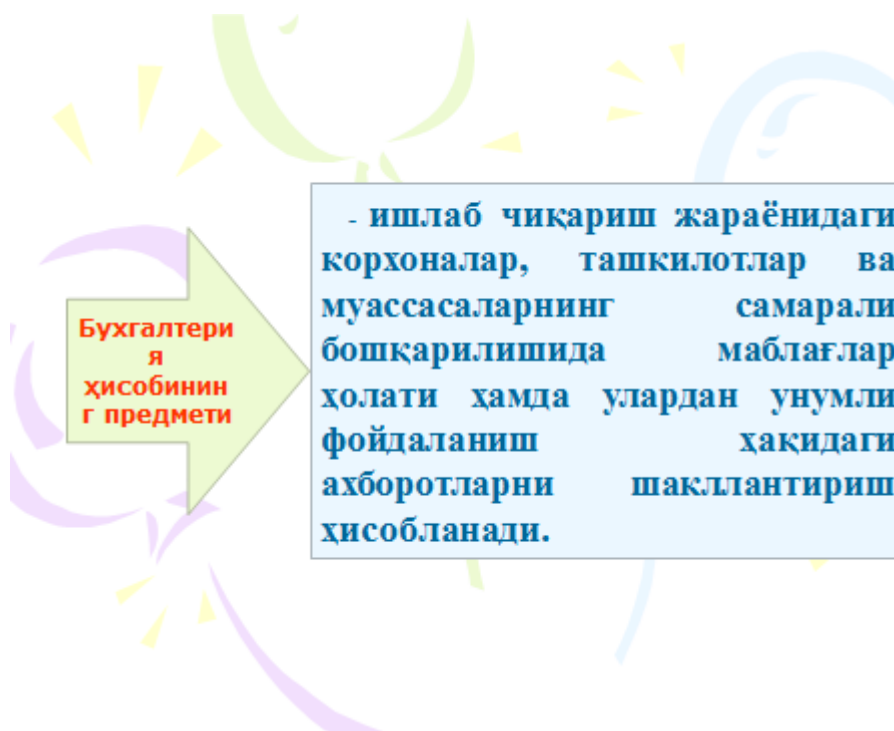 Бухгалтери
я
ҳисобинин
г предмети
- ишлаб чиқариш жараёнидаги
корхоналар, ташкилотлар ва
муассасаларнинг самарали
бошқарилишида маблағлар
ҳолати ҳамда улардан унумли
фойдаланиш ҳақидаги
ахборотларни шакллантириш
ҳисобланади.